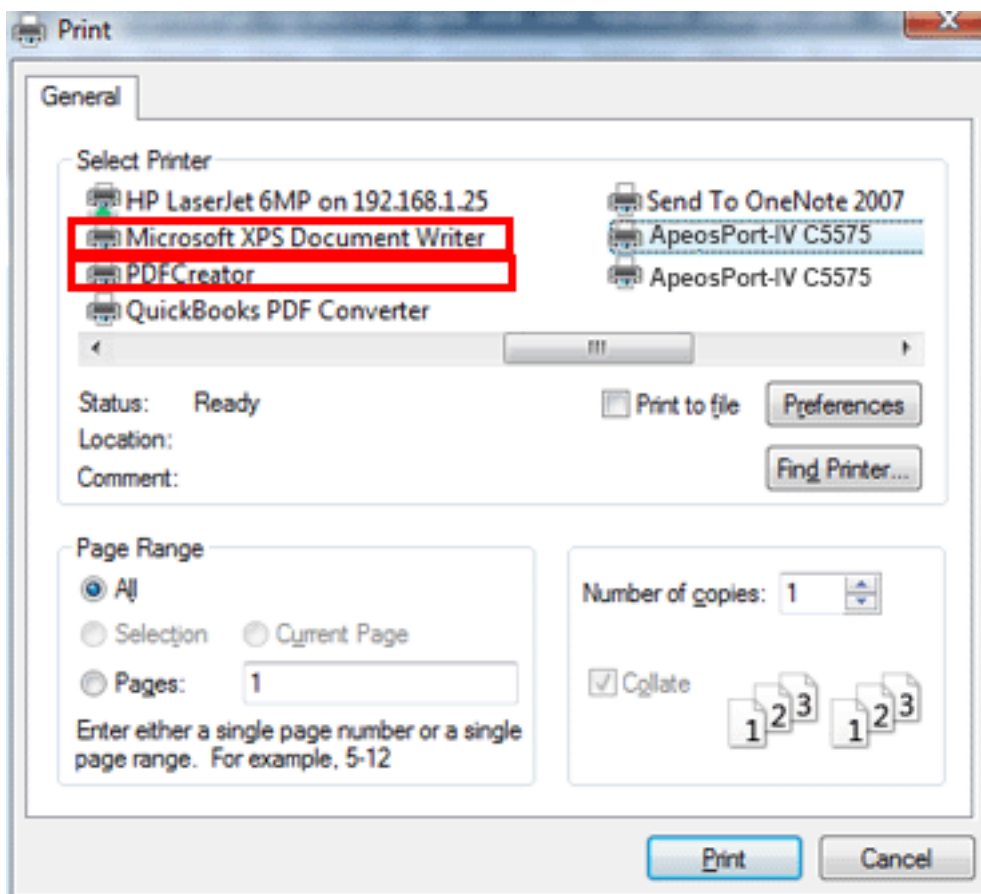 Print
General
Select Printer
HP LaserJet 6MP on 192.168.1.25
Microsoft XPS Document Writer
PDFCreator
QuickBooks PDF Converter
Send To OneNote 2007
ApeosPort-IV C5575
ApeosPort-IV C5575
Status: Ready
Location:
Comment:
Print to file
Preferences
Find Printer...
Page Range
All
Selection Current Page
Pages: 1
Enter either a single page number or a single
page range. For example, 5-12
Number of copies: 1
Collate
1 2 3 1 2 3
Print Cancel